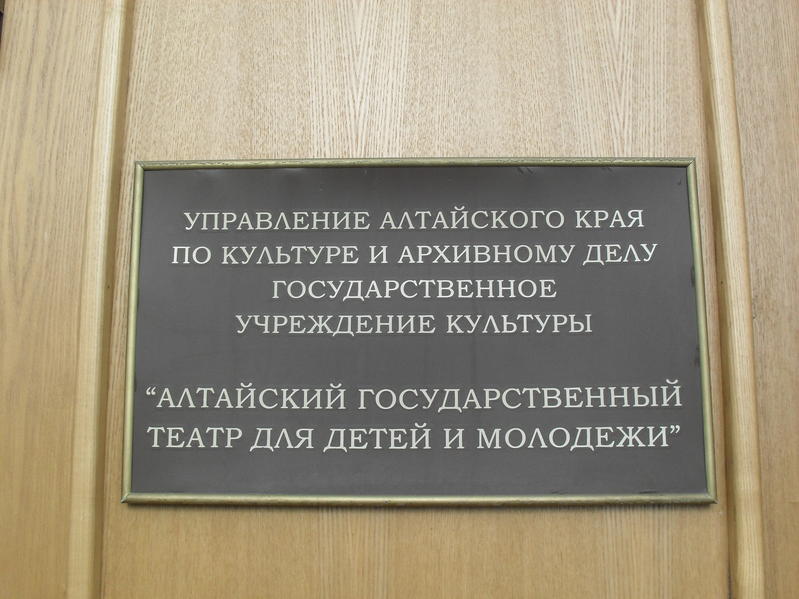 УПРАВЛЕНИЕ АЛТАЙСКОГО КРАЯ
ПО КУЛЬТУРЕ И АРХИВНОМУ ДЕЛУ
ГОСУДАРСТВЕННОЕ
УЧРЕЖДЕНИЕ КУЛЬТУРЫ
“АЛТАЙСКИЙ ГОСУДАРСТВЕННЫЙ
ТЕАТР ДЛЯ ДЕТЕЙ И МОЛОДЕЖИ”